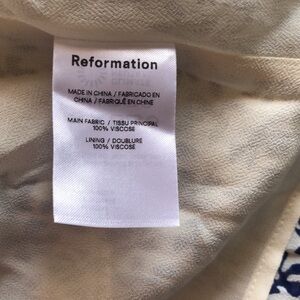 Reformation
MADE IN CHINA / FABRICADO EN
CHINA / FABRIQUÉ EN CHINE
MAIN FABRIC / TISSU PRINCIPAL
100% VISCOSE
LINING / DOUBLURE
100% VISCOSE